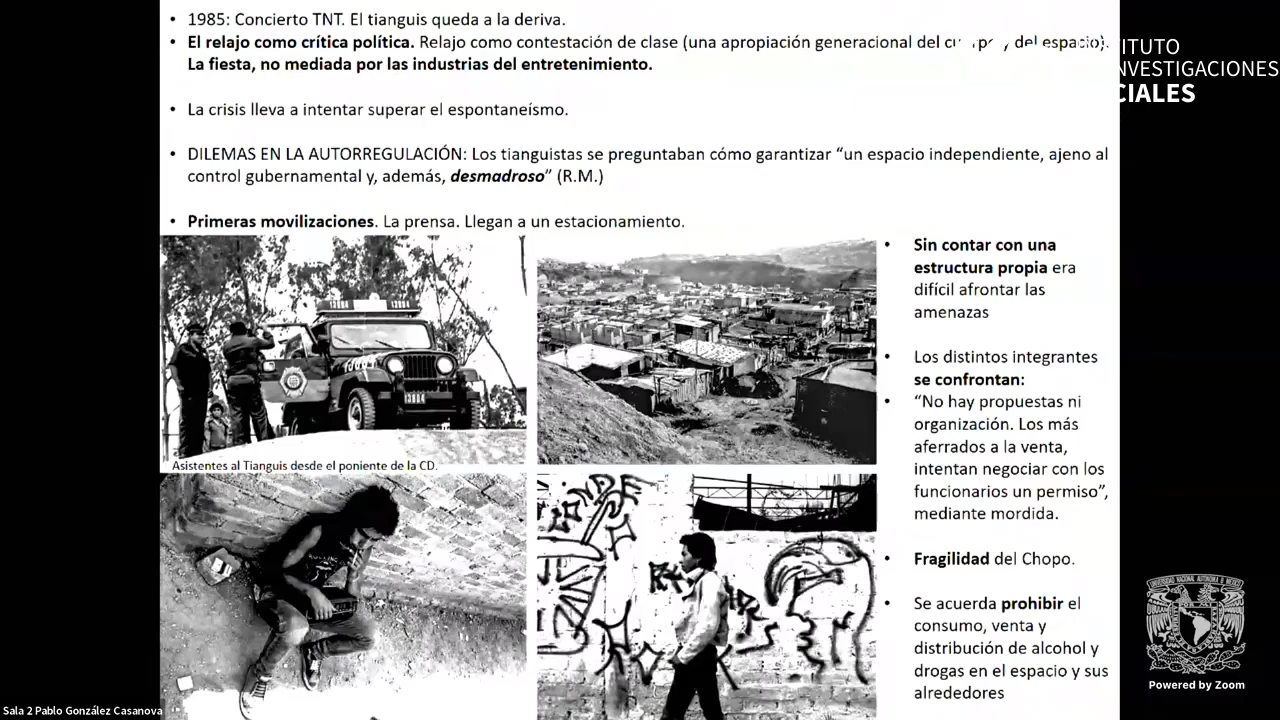 • 1985: Concierto TNT. El tianguis queda a la deriva.
• El relajo como crítica política. Relajo como contestación de clase (una apropiación generacional del cuerpo y del espacio).
La fiesta, no mediada por las industrias del entretenimiento.
• La crisis lleva a intentar superar el espontaneísmo.
• DILEMAS EN LA AUTORREGULACIÓN: Los tianguistas se preguntaban cómo garantizar “un espacio independiente, ajeno al
control gubernamental y, además, desmadroso” (R.M.)
• Primeras movilizaciones. La prensa. Llegan a un estacionamiento.
• Sin contar con una
estructura propia era
difícil afrontar las
amenazas
• Los distintos integrantes
se confrontan:
• “No hay propuestas ni
organización. Los más
aferrados a la venta,
intentan negociar con los
funcionarios un permiso”,
mediante mordida.
• Fragilidad del Chopo.
• Se acuerda prohibir el
consumo, venta y
distribución de alcohol y
drogas en el espacio y sus
alrededores
13984
13984
13984
Asistentes al Tianguis desde el poniente de la CD.
ITUTO
NVESTIGACIONES
CIALES
Powered by Zoom
Sala 2 Pablo González Casanova